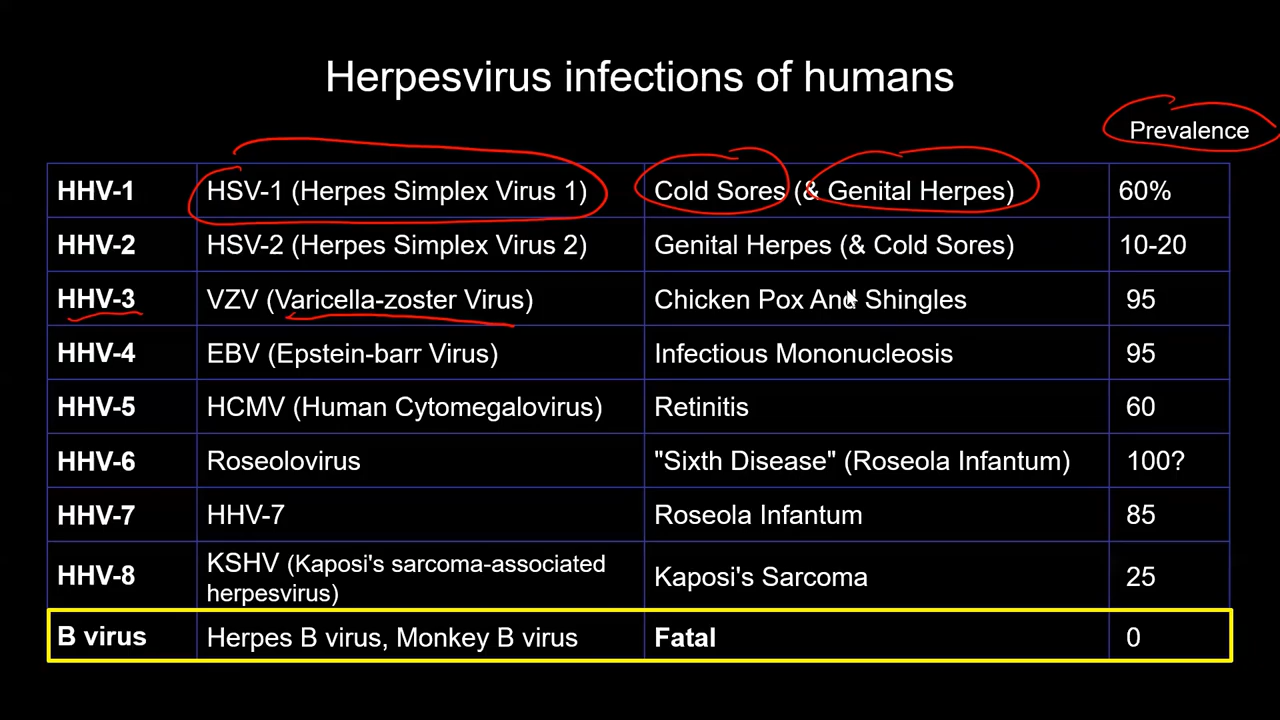 Herpesvirus infections of humans
Prevalence
HHV-1 HSV-1 (Herpes Simplex Virus 1) Cold Sores (& Genital Herpes) 60%
HHV-2 HSV-2 (Herpes Simplex Virus 2) Genital Herpes (& Cold Sores) 10-20
HHV-3 VZV (Varicella-zoster Virus) Chicken Pox And Shingles 95
HHV-4 EBV (Epstein-barr Virus) Infectious Mononucleosis 95
HHV-5 HCMV (Human Cytomegalovirus) Retinitis 60
HHV-6 Roseolovirus "Sixth Disease" (Roseola Infantum) 100?
HHV-7 HHV-7 Roseola Infantum 85
HHV-8 KSHV (Kaposi's sarcoma-associated
herpesvirus) Kaposi's Sarcoma 25
B virus Herpes B virus, Monkey B virus Fatal 0